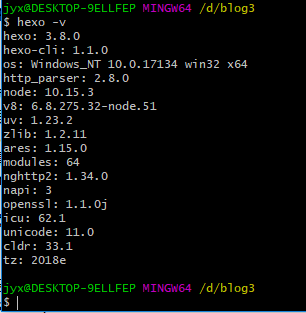 jyx@DESKTOP-9ELLFEP MINGW64 /d/blog3
$ hexo -v
hexo: 3.8.0
hexo-cli: 1.1.0
os: Windows_NT 10.0.17134 win32 x64
http_parser: 2.8.0
node: 10.15.3
v8: 6.8.275.32-node.51
uv: 1.23.2
zlib: 1.2.11
ares: 1.15.0
modules: 64
nghttp2: 1.34.0
napi: 3
openssl: 1.1.0j
icu: 62.1
unicode: 11.0
cldr: 33.1
tz: 2018e
jyx@DESKTOP-9ELLFEP MINGW64 /d/blog3
$